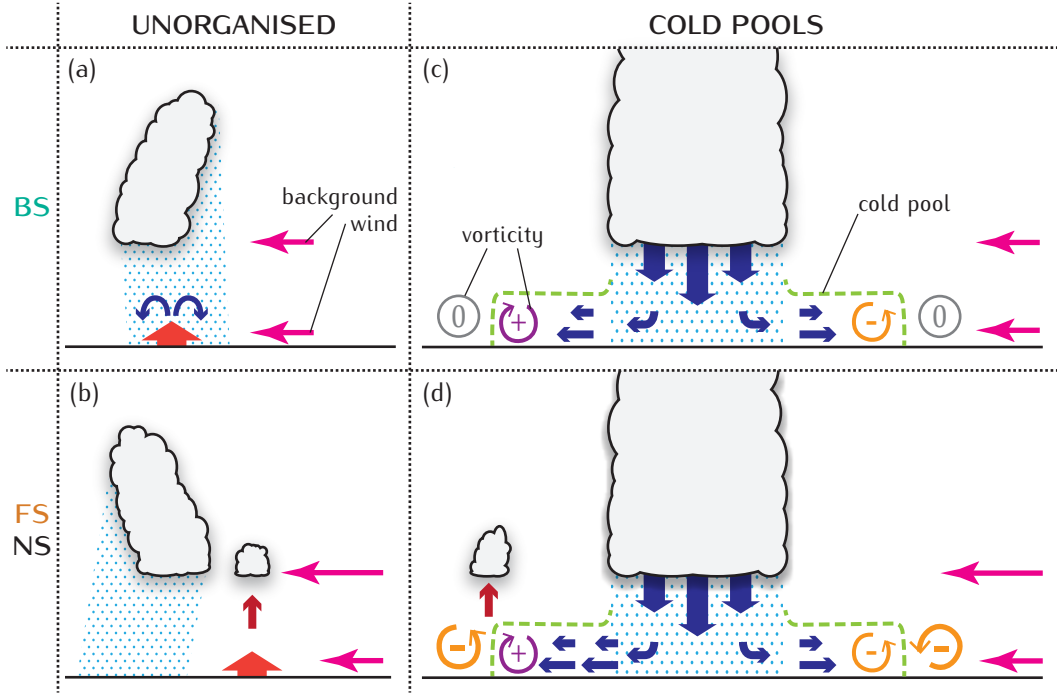 UNORGANISED
COLD POOLS
(a)
(c)
BS
background
wind
vorticity
cold pool
0
+
-
0
(b)
(d)
FS
NS
-
+
-
-